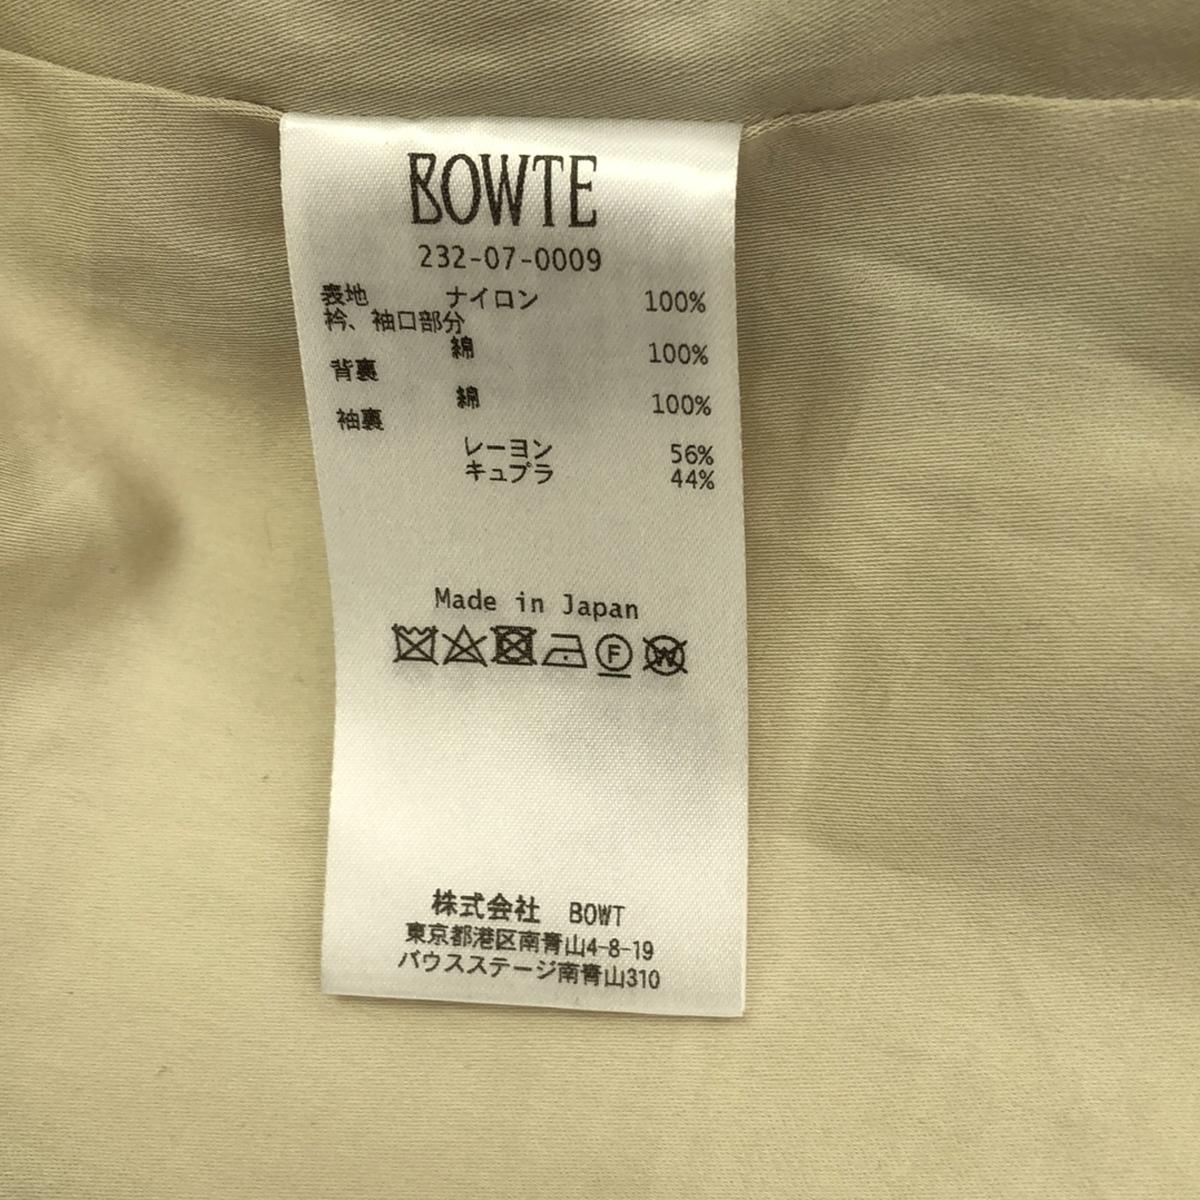 BOWTE
232-07-0009
表地 ナイロン 100%
衿、袖口部分
綿 100%
背裏
綿 100%
袖裏
レーヨン 56%
キュプラ 44%
Made in Japan
F W
株式会社 BOWT
東京都港区南青山4-8-19
バウスステージ南青山310